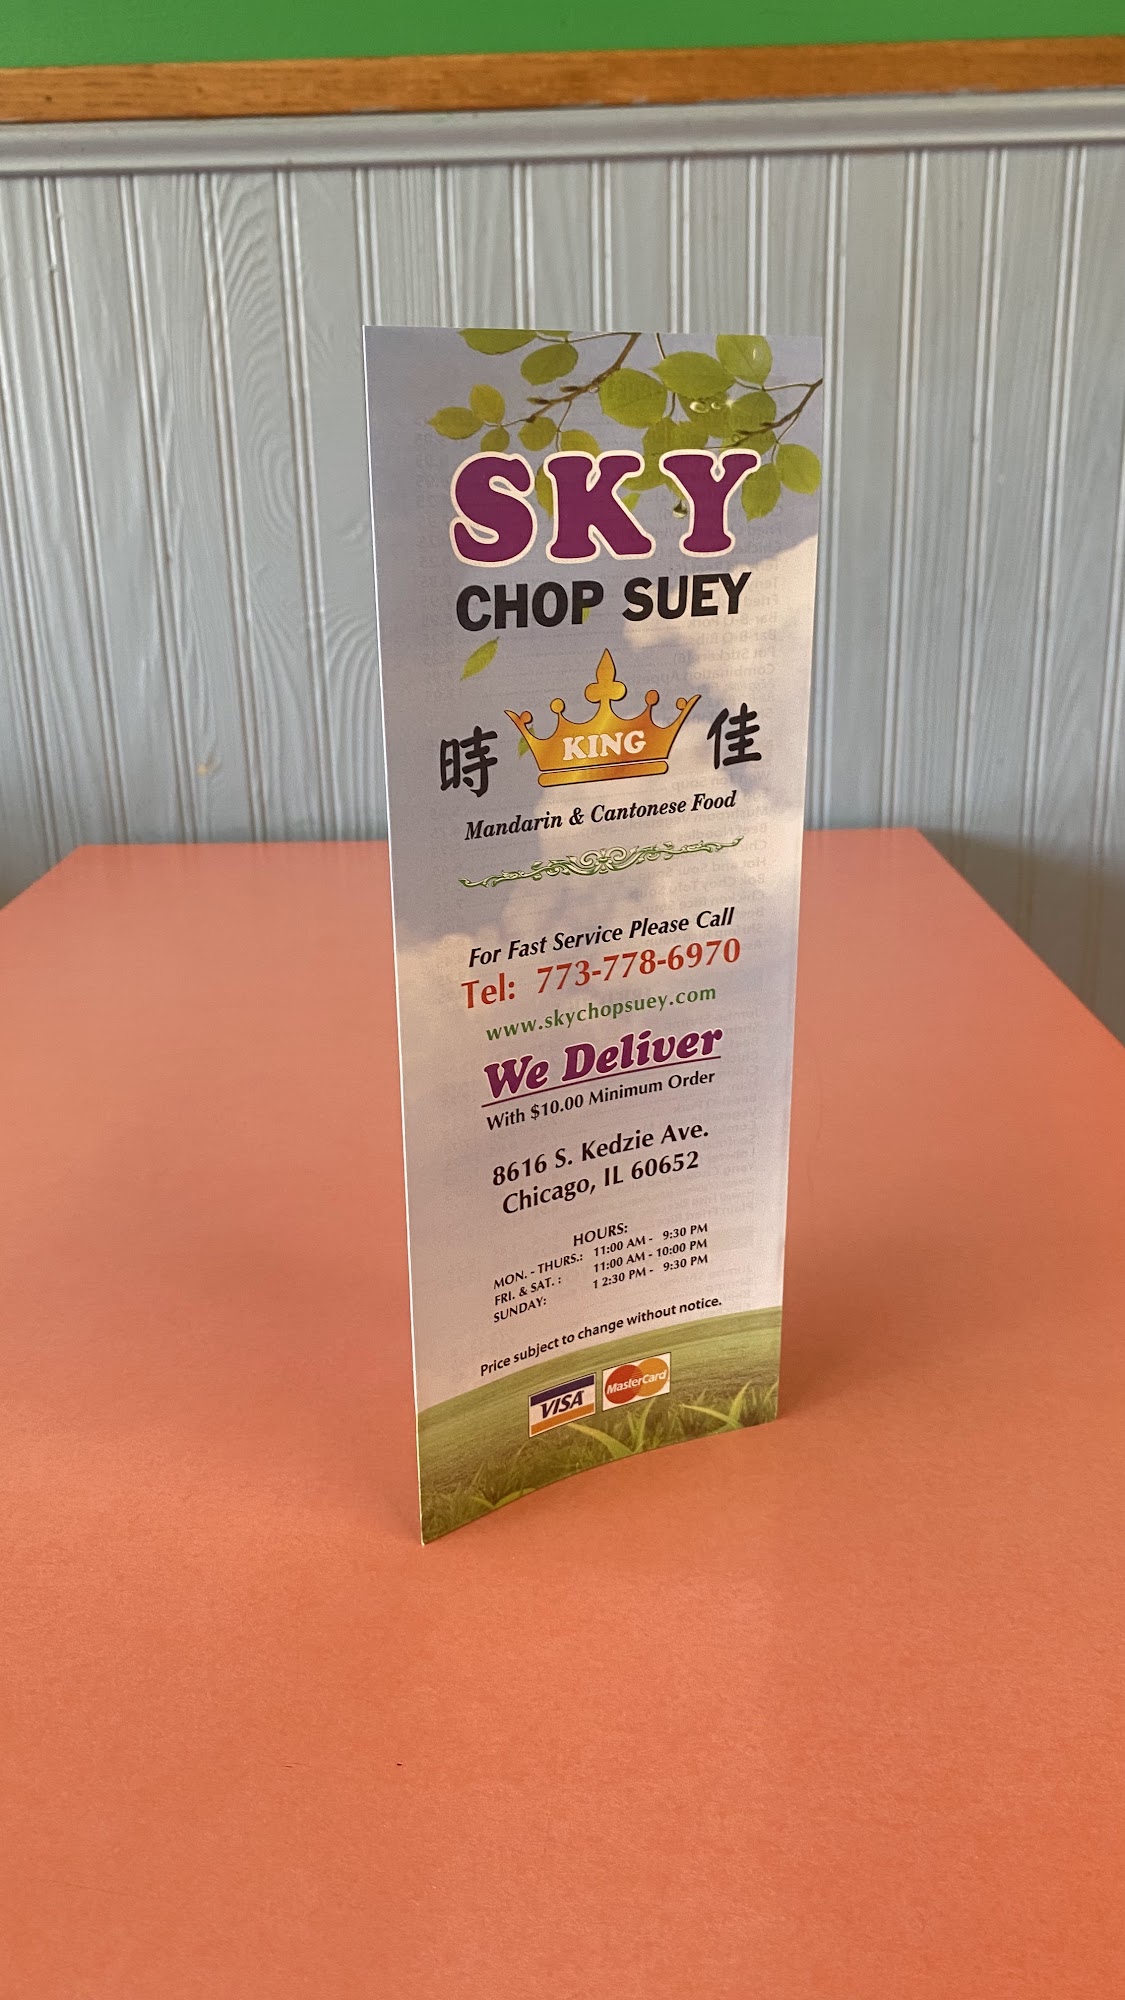 SKY
CHOP SUEY
時 KING 佳
Mandarin & Cantonese Food
For Fast Service Please Call
Tel: 773-778-6970
www.skychopsuey.com
We Deliver
With $10.00 Minimum Order
8616 S. Kedzie Ave.
Chicago, IL 60652
HOURS:
MON. - THURS.: 11:00 AM - 9:30 PM
FRI. & SAT. : 11:00 AM - 10:00 PM
SUNDAY: 1 2:30 PM - 9:30 PM
Price subject to change without notice.
VISA MasterCard